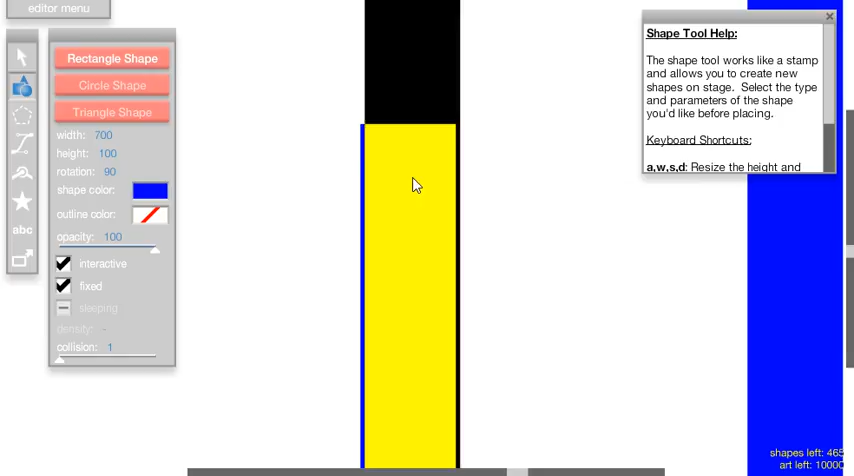 editor menu
Rectangle Shape
Circle Shape
Triangle Shape
width: 700
height: 100
rotation: 90
shape color:
outline color:
opacity: 100
interactive
fixed
sleeping
density: -
collision: 1
abc
Shape Tool Help:
The shape tool works like a stamp
and allows you to create new
shapes on stage. Select the type
and parameters of the shape
you'd like before placing.
Keyboard Shortcuts:
a,w,s,d: Resize the height and
shapes left: 465
art left: 10000